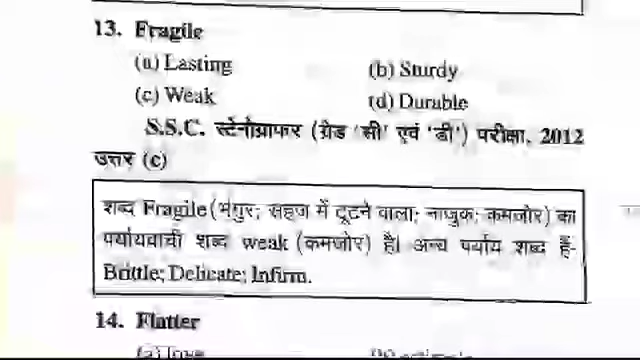 13. Fragile
(a) Lasting (b) Sturdy
(c) Weak (d) Durable
S.S.C. स्टेनोग्राफर (ग्रेड 'सी' एवं 'डी') परीक्षा, 2012
उत्तर (c)
शब्द Fragile (भंगुर; सहज में टूटने वाला; नाजुक; कमजोर) का
पर्यायवाची शब्द weak (कमजोर) है। अन्य पर्याय शब्द हैं-
Brittle; Delicate; Infirm.
14. Flatter
(a) love